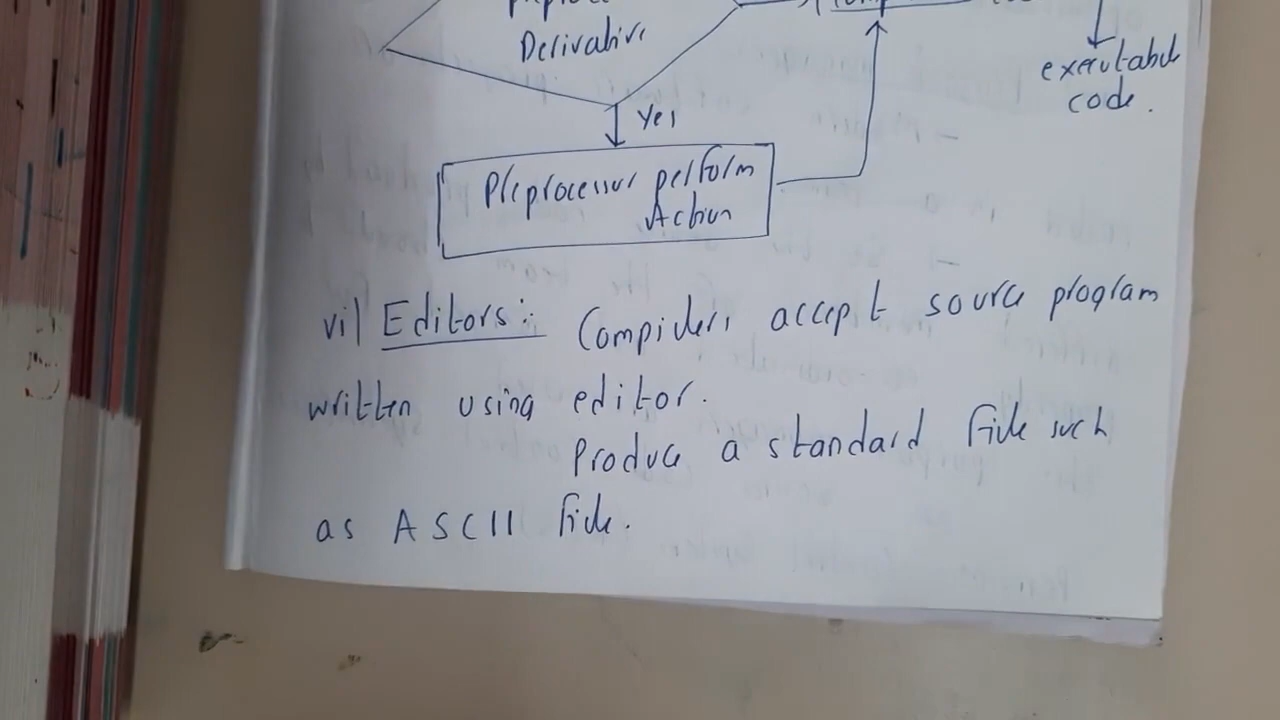 Derivative
executable
code.
Yes
Preprocessor perform
Action
vi) Editors: Compilers accept source program
written using editor.
Produce a standard file such
as ASCII file.